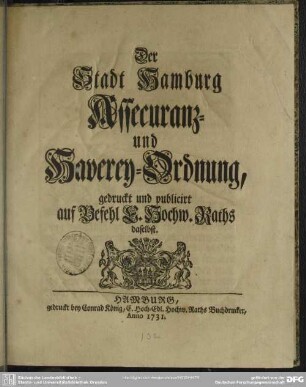 Der
Stadt Hamburg
Assecuranz-
und
Haverey-Ordnung,
gedruckt und publicirt
auf Befehl E. Hochw. Raths
daselbst.
HAMBURG,
gedruckt bey Conrad König, E. Hoch-Edl. Hochw. Raths Buchdrucker,
Anno 1731.